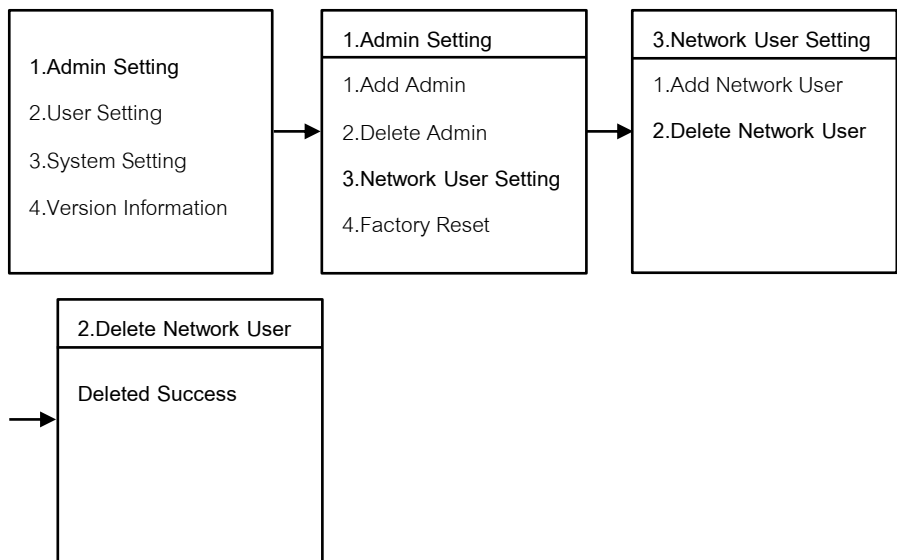 1.Admin Setting
2.User Setting
3.System Setting
4.Version Information
1.Admin Setting
1.Add Admin
2.Delete Admin
3.Network User Setting
4.Factory Reset
3.Network User Setting
1.Add Network User
2.Delete Network User
2.Delete Network User
Deleted Success